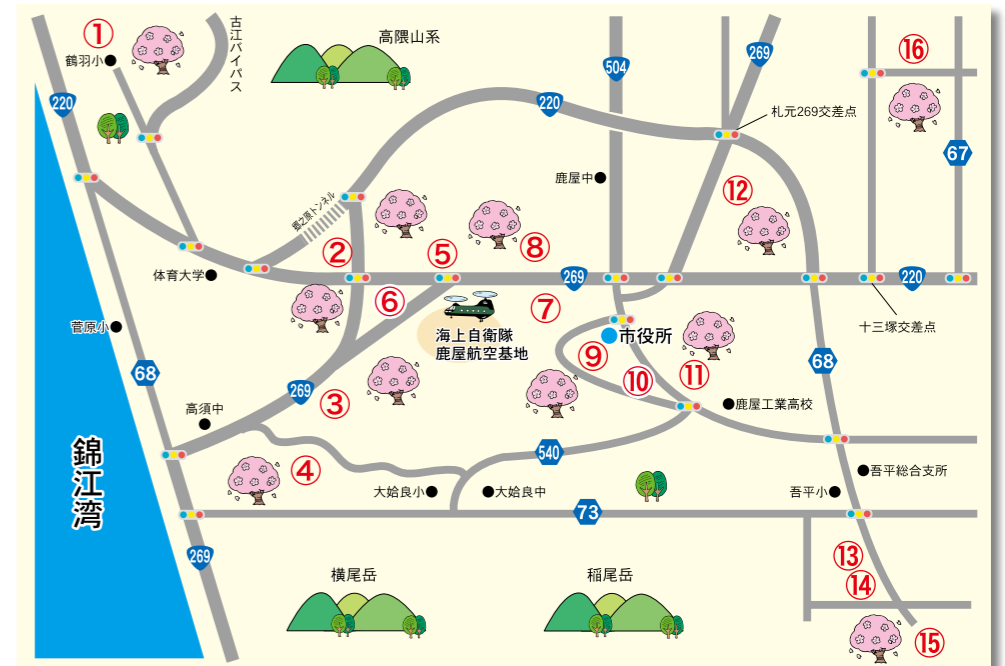 ①
鶴羽小
古江バイパス
高隈山系
⑯
220
504
269
220
札元269交差点
67
鹿屋中
郷之原トンネル
⑫
②
⑤
⑧
体育大学
269
220
⑥
⑦
菅原小
海上自衛隊
鹿屋航空基地
市役所
十三塚交差点
⑨
68
68
⑩
⑪
269
③
高須中
鹿屋工業高校
錦江湾
540
④
吾平総合支所
大姶良小
大姶良中
吾平小
73
269
⑬
横尾岳
稲尾岳
⑭
⑮